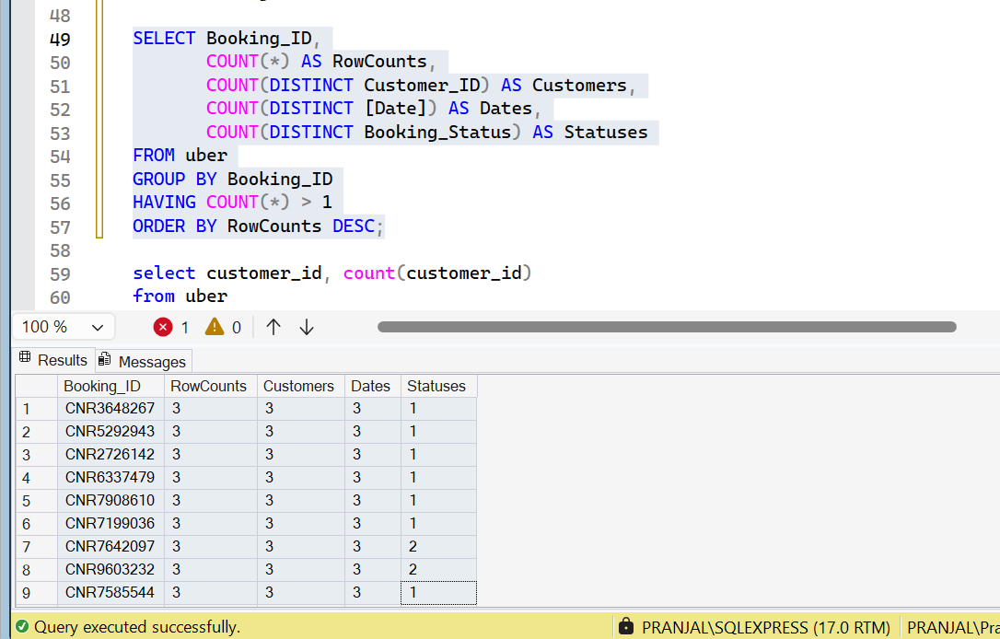 48
49 SELECT Booking_ID,
50 COUNT(*) AS RowCounts,
51 COUNT(DISTINCT Customer_ID) AS Customers,
52 COUNT(DISTINCT [Date]) AS Dates,
53 COUNT(DISTINCT Booking_Status) AS Statuses
54 FROM uber
55 GROUP BY Booking_ID
56 HAVING COUNT(*) > 1
57 ORDER BY RowCounts DESC;
58
59 select customer_id, count(customer_id)
60 from uber
100 % 1 0
Results Messages
Booking_ID RowCounts Customers Dates Statuses
1 CNR3648267 3 3 3 1
2 CNR5292943 3 3 3 1
3 CNR2726142 3 3 3 1
4 CNR6337479 3 3 3 1
5 CNR7908610 3 3 3 1
6 CNR7199036 3 3 3 1
7 CNR7642097 3 3 3 2
8 CNR9603232 3 3 3 2
9 CNR7585544 3 3 3 1
Query executed successfully. PRANJAL\SQLEXPRESS (17.0 RTM) PRANJAL\Pra